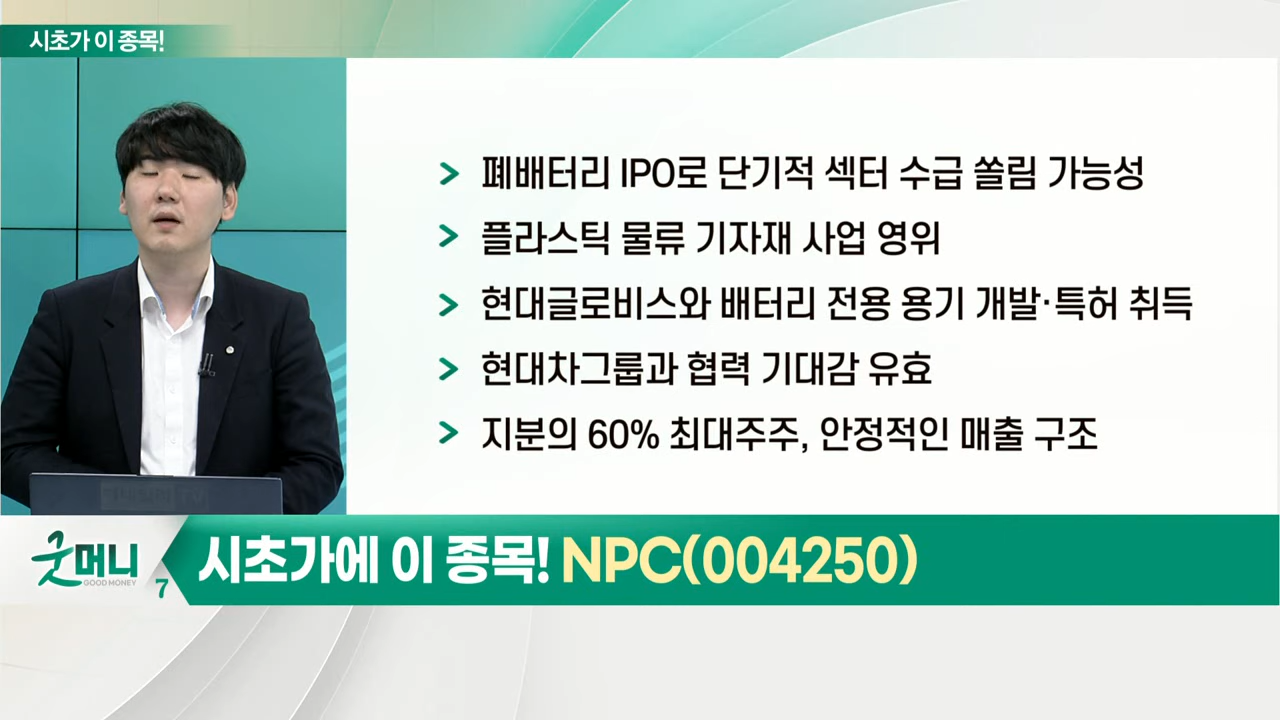 시초가 이 종목!
> 폐배터리 IPO로 단기적 섹터 수급 쏠림 가능성
> 플라스틱 물류 기자재 사업 영위
> 현대글로비스와 배터리 전용 용기 개발·특허 취득
> 현대차그룹과 협력 기대감 유효
> 지분의 60% 최대주주, 안정적인 매출 구조
굿머니
GOOD MONEY
7
시초가에 이 종목! NPC(004250)